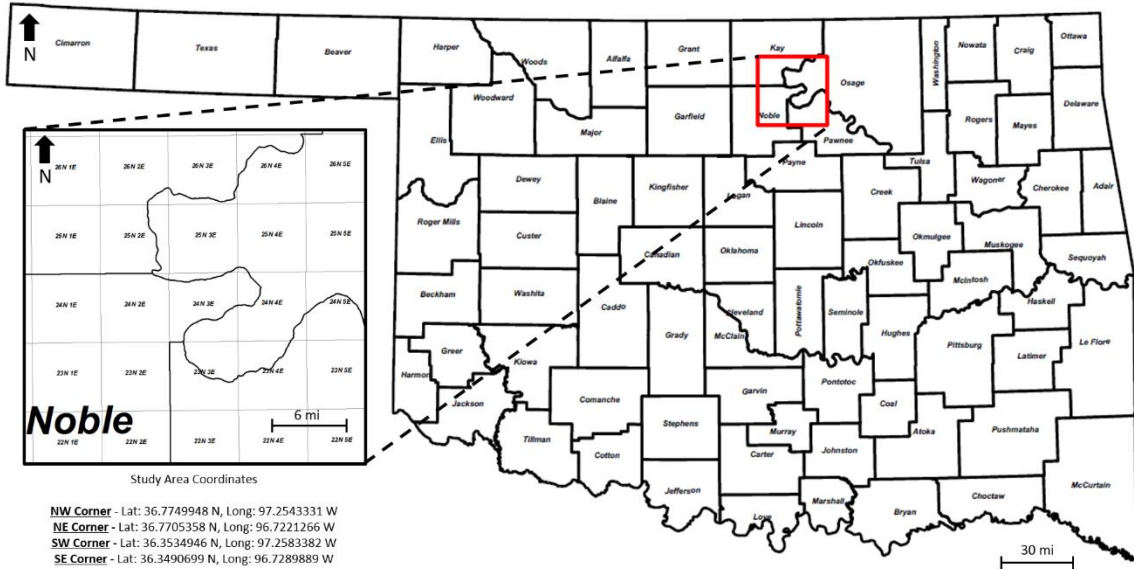 N
Cimarron
Texas
Beaver
Harper
Woods
Alfalfa
Grant
Kay
Osage
Washington
Nowata
Craig
Ottawa
Woodward
Ellis
Major
Garfield
Noble
Pawnee
Rogers
Mayes
Delaware
Dewey
Blaine
Kingfisher
Logan
Payne
Creek
Tulsa
Wagoner
Cherokee
Adair
Roger Mills
Custer
Canadian
Oklahoma
Lincoln
Okfuskee
Okmulgee
Muskogee
Sequoyah
Beckham
Washita
Caddo
Grady
McClain
Cleveland
Pottawatomie
Seminole
Hughes
McIntosh
Haskell
Pittsburg
Latimer
Le Flore
Greer
Harmon
Kiowa
Jackson
Comanche
Garvin
Pontotoc
Coal
Tillman
Cotton
Stephens
Murray
Carter
Johnston
Atoka
Pushmataha
McCurtain
Jefferson
Love
Marshall
Bryan
Choctaw
30 mi
N
26N 1E 26N 2E 26N 3E 26N 4E 26N 5E
25N 1E 25N 2E 25N 3E 25N 4E 25N 5E
24N 1E 24N 2E 24N 3E 24N 4E 24N 5E
23N 1E 23N 2E 23N 3E 23N 4E 23N 5E
Noble
6 mi
22N 1E 22N 2E 22N 3E 22N 4E 22N 5E
Study Area Coordinates
NW Corner - Lat: 36.7749948 N, Long: 97.2543331 W
NE Corner - Lat: 36.7705358 N, Long: 96.7221266 W
SW Corner - Lat: 36.3534946 N, Long: 97.2583382 W
SE Corner - Lat: 36.3490699 N, Long: 96.7289889 W